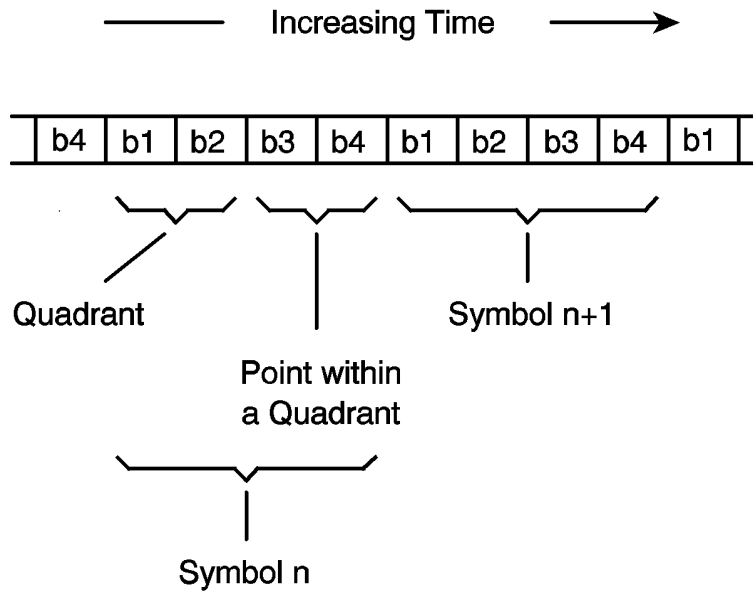 Increasing Time
b4 b1 b2 b3 b4 b1 b2 b3 b4 b1
Quadrant
Symbol n+1
Point within
a Quadrant
Symbol n